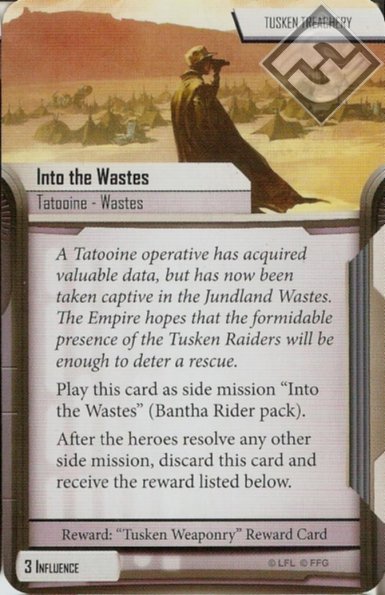 TUSKEN TREACHERY
Into the Wastes
Tatooine - Wastes
A Tatooine operative has acquired
valuable data, but has now been
taken captive in the Jundland Wastes.
The Empire hopes that the formidable
presence of the Tusken Raiders will be
enough to deter a rescue.
Play this card as side mission “Into
the Wastes” (Bantha Rider pack).
After the heroes resolve any other
side mission, discard this card and
receive the reward listed below.
Reward: “Tusken Weaponry” Reward Card
3 INFLUENCE
© LFL © FFG